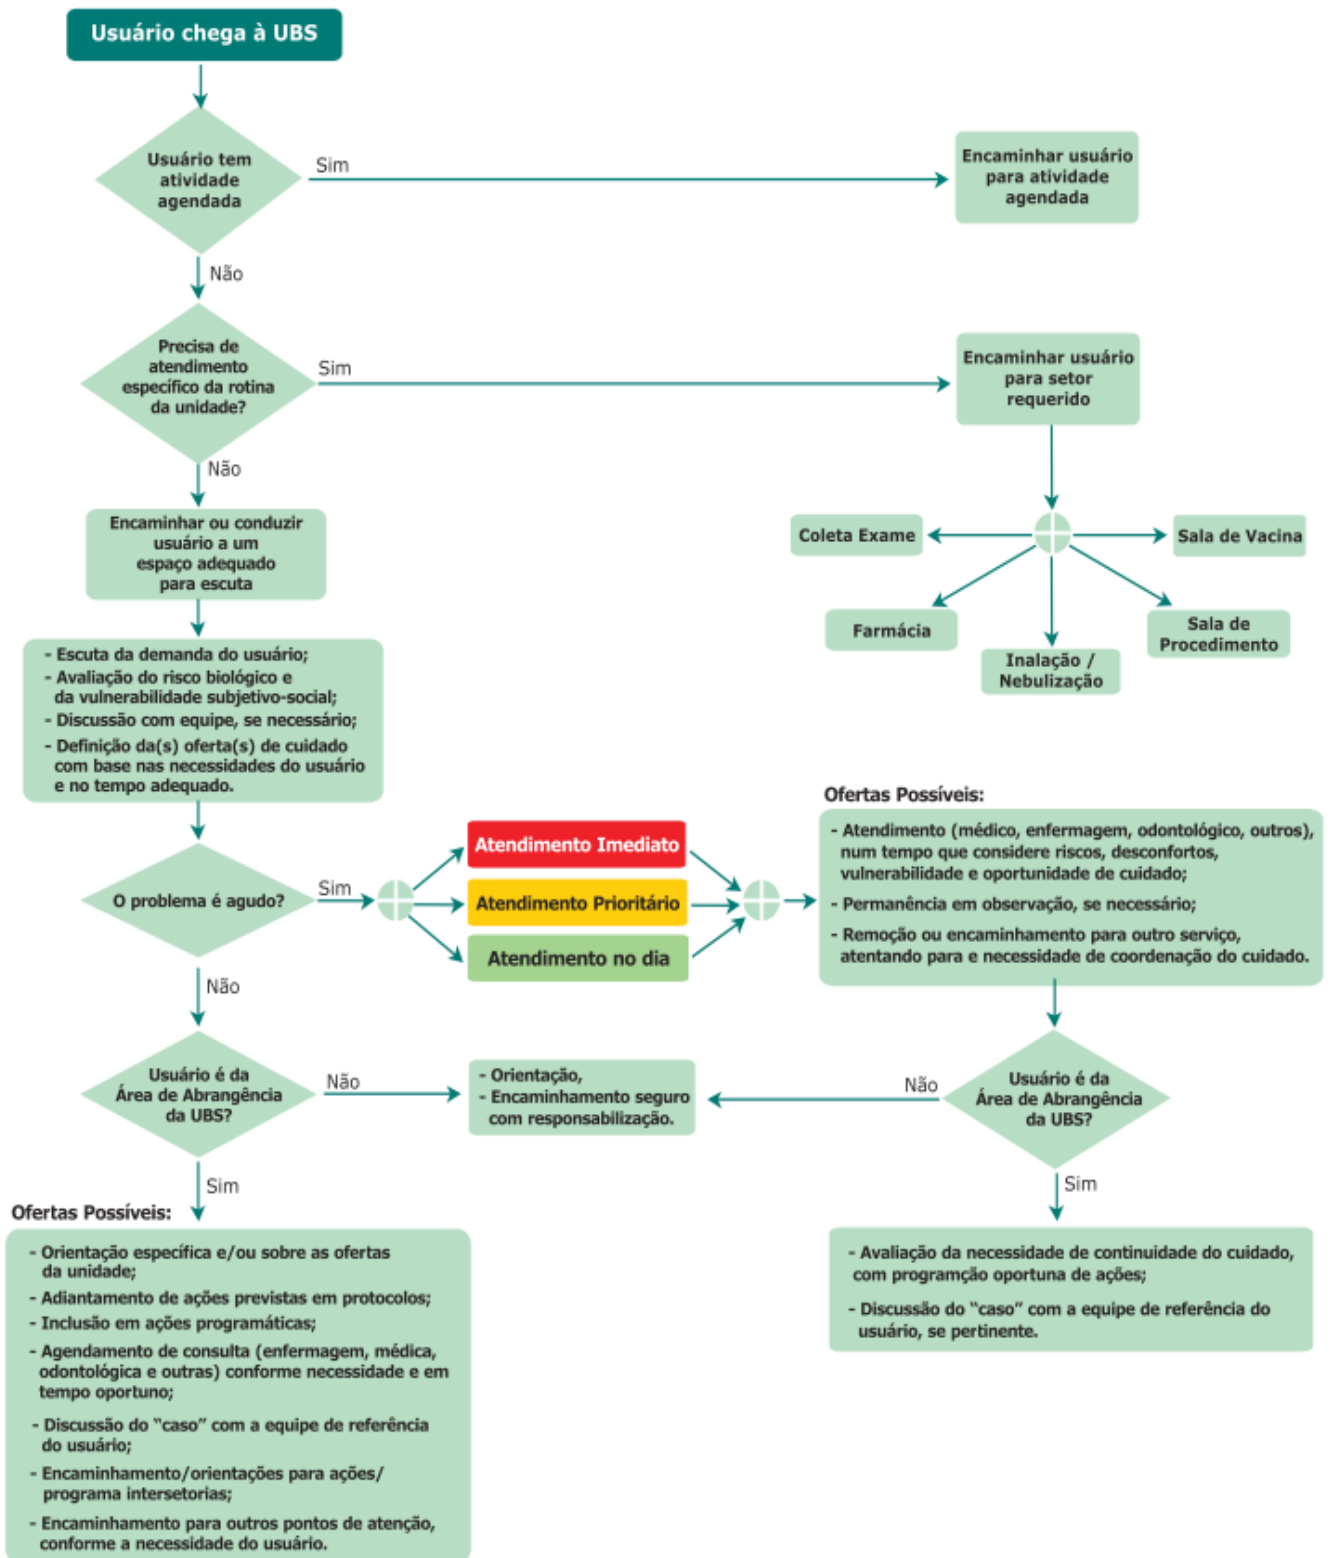 Usuário chega à UBS
Usuário tem
atividade
agendada
Sim
Encaminhar usuário
para atividade
agendada
Não
Precisa de
atendimento
específico da rotina
da unidade?
Sim
Encaminhar usuário
para setor
requerido
Não
Encaminhar ou conduzir
usuário a um
espaço adequado
para escuta
Coleta Exame
Sala de Vacina
Farmácia
Sala de
Procedimento
Inalação /
Nebulização
- Escuta da demanda do usuário;
- Avaliação do risco biológico e
da vulnerabilidade subjetivo-social;
- Discussão com equipe, se necessário;
- Definição da(s) oferta(s) de cuidado
com base nas necessidades do usuário
e no tempo adequado.
O problema é agudo?
Sim
Atendimento Imediato
Atendimento Prioritário
Atendimento no dia
Ofertas Possíveis:
- Atendimento (médico, enfermagem, odontológico, outros),
num tempo que considere riscos, desconfortos,
vulnerabilidade e oportunidade de cuidado;
- Permanência em observação, se necessário;
- Remoção ou encaminhamento para outro serviço,
atentando para e necessidade de coordenação do cuidado.
Não
Usuário é da
Área de Abrangência
da UBS?
Não
- Orientação,
- Encaminhamento seguro
com responsabilização.
Não
Usuário é da
Área de Abrangência
da UBS?
Sim
Sim
Ofertas Possíveis:
- Orientação específica e/ou sobre as ofertas
da unidade;
- Adiantamento de ações previstas em protocolos;
- Inclusão em ações programáticas;
- Agendamento de consulta (enfermagem, médica,
odontológica e outras) conforme necessidade e em
tempo oportuno;
- Discussão do “caso” com a equipe de referência
do usuário;
- Encaminhamento/orientações para ações/
programa intersetorias;
- Encaminhamento para outros pontos de atenção,
conforme a necessidade do usuário.
- Avaliação da necessidade de continuidade do cuidado,
com programção oportuna de ações;
- Discussão do “caso” com a equipe de referência do
usuário, se pertinente.